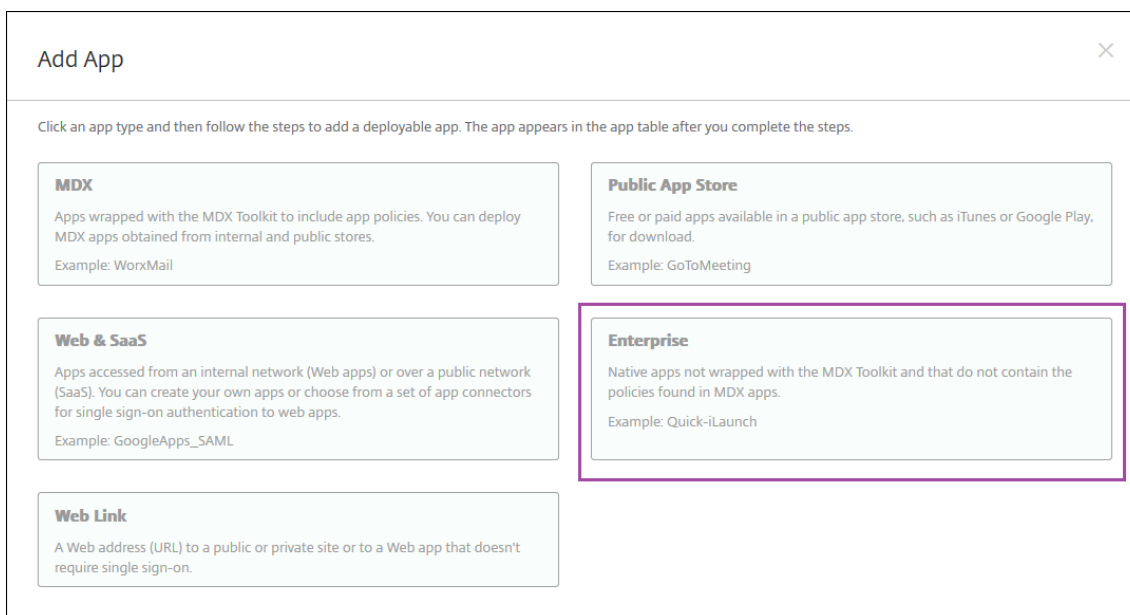 Add App
Click an app type and then follow the steps to add a deployable app. The app appears in the app table after you complete the steps.
MDX
Apps wrapped with the MDX Toolkit to include app policies. You can deploy
MDX apps obtained from internal and public stores.
Example: WorxMail
Public App Store
Free or paid apps available in a public app store, such as iTunes or Google Play,
for download.
Example: GoToMeeting
Web & SaaS
Apps accessed from an internal network (Web apps) or over a public network
(SaaS). You can create your own apps or choose from a set of app connectors
for single sign-on authentication to web apps.
Example: GoogleApps_SAML
Enterprise
Native apps not wrapped with the MDX Toolkit and that do not contain the
policies found in MDX apps.
Example: Quick-iLaunch
Web Link
A Web address (URL) to a public or private site or to a Web app that doesn't
require single sign-on.